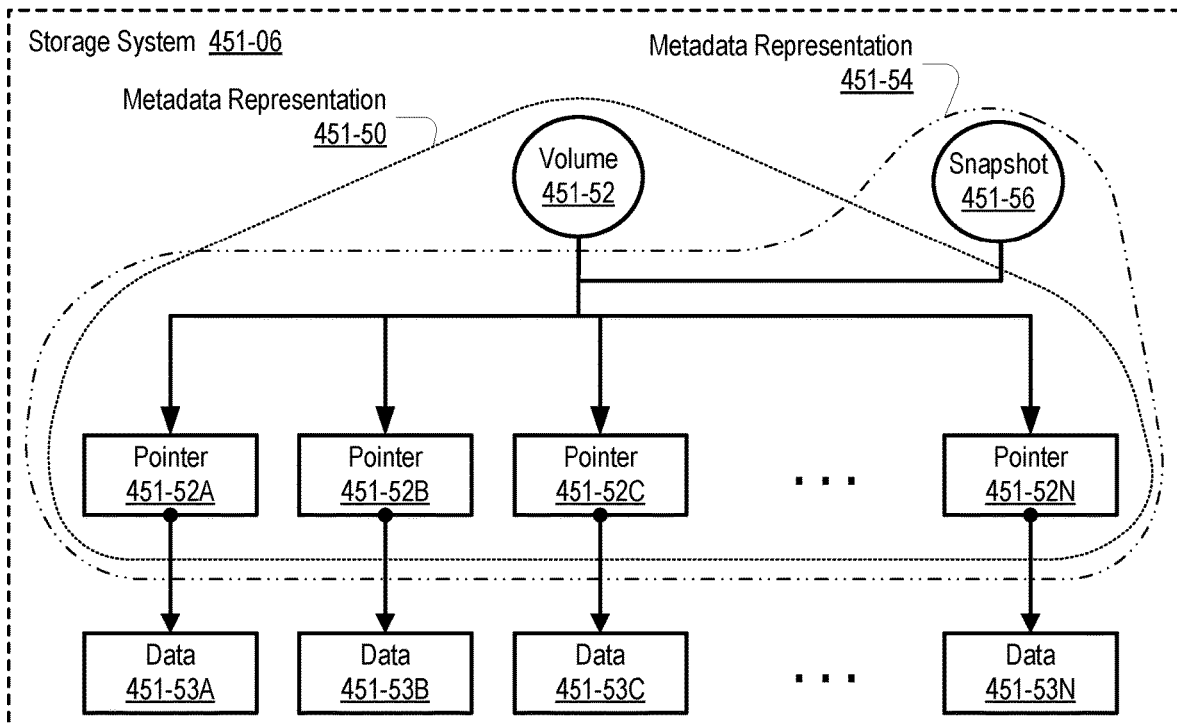 Storage System 451-06
Metadata Representation
451-54
Metadata Representation
451-50
Volume
451-52
Snapshot
451-56
Pointer
451-52A
Pointer
451-52B
Pointer
451-52C
. . .
Pointer
451-52N
Data
451-53A
Data
451-53B
Data
451-53C
. . .
Data
451-53N